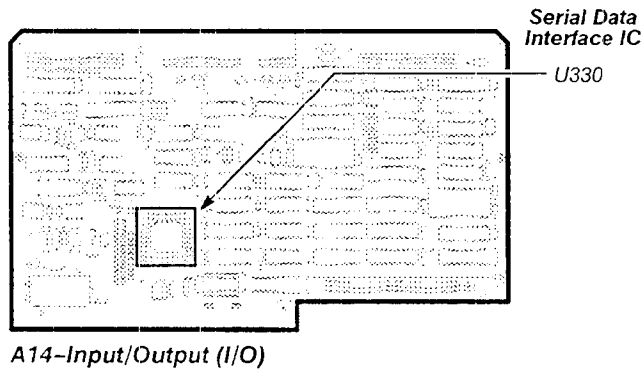 Serial Data
Interface IC
U330
A14–Input/Output (I/O)